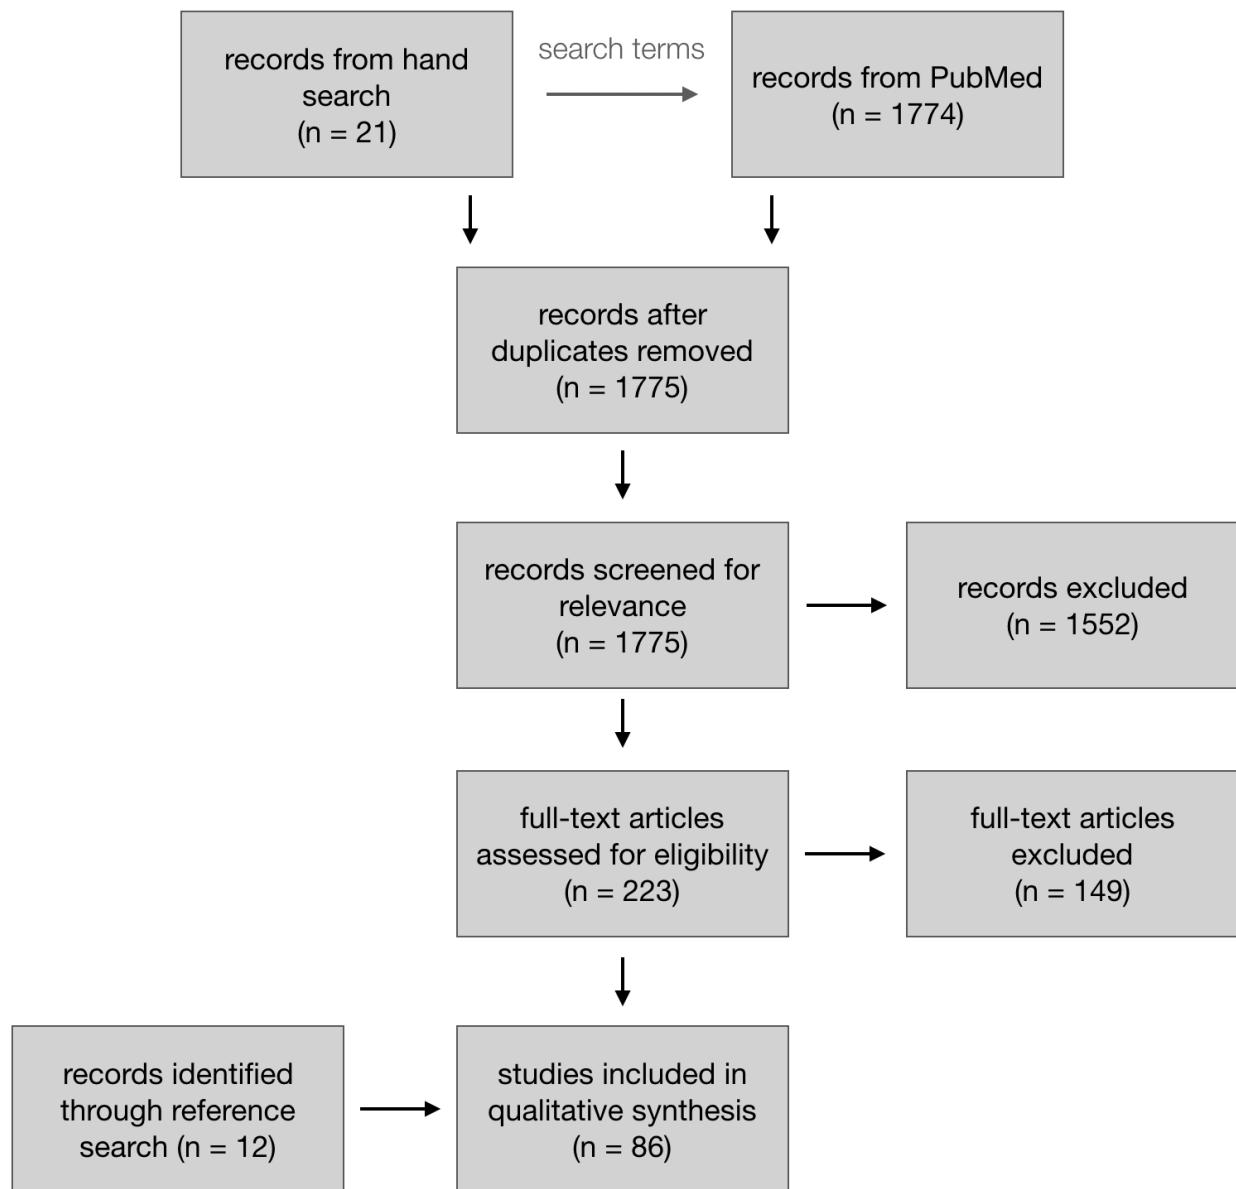 records from hand
search
(n = 21)
search terms
records from PubMed
(n = 1774)
records after
duplicates removed
(n = 1775)
records screened for
relevance
(n = 1775)
records excluded
(n = 1552)
full-text articles
assessed for eligibility
(n = 223)
full-text articles
excluded
(n = 149)
records identified
through reference
search (n = 12)
studies included in
qualitative synthesis
(n = 86)